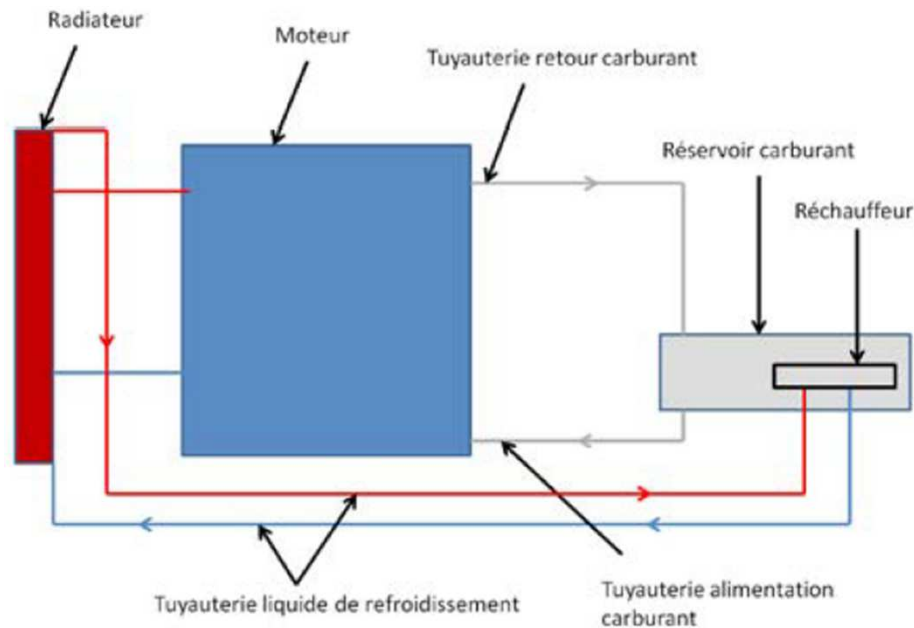 Radiateur
Moteur
Tuyauterie retour carburant
Réservoir carburant
Réchauffeur
Tuyauterie liquide de refroidissement
Tuyauterie alimentation
carburant